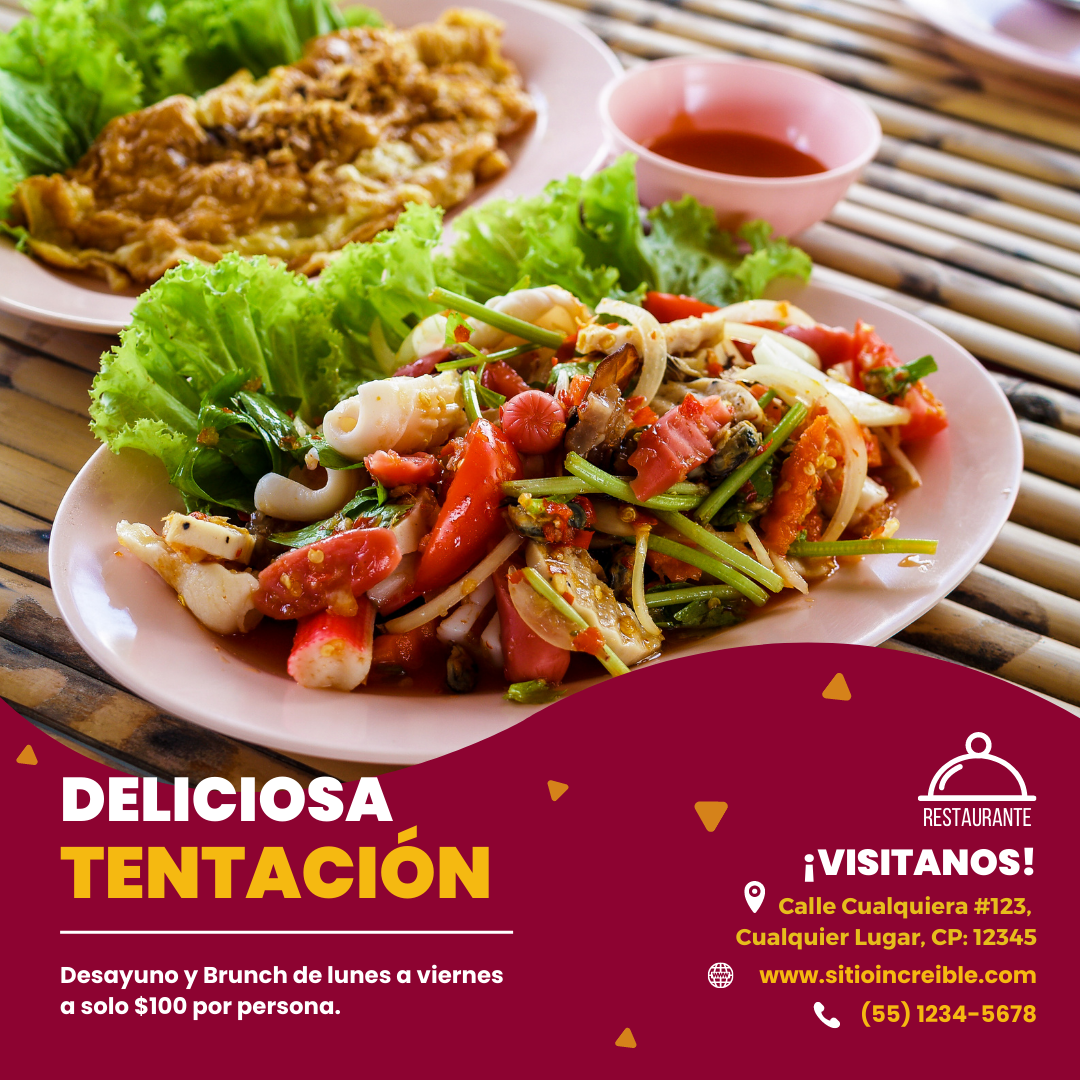 DELICIOSA
TENTACIÓN
Desayuno y Brunch de lunes a viernes
a solo $100 por persona.
RESTAURANTE
¡VISITANOS!
Calle Cualquiera #123,
Cualquier Lugar, CP: 12345
www.sitioincreible.com
(55) 1234-5678